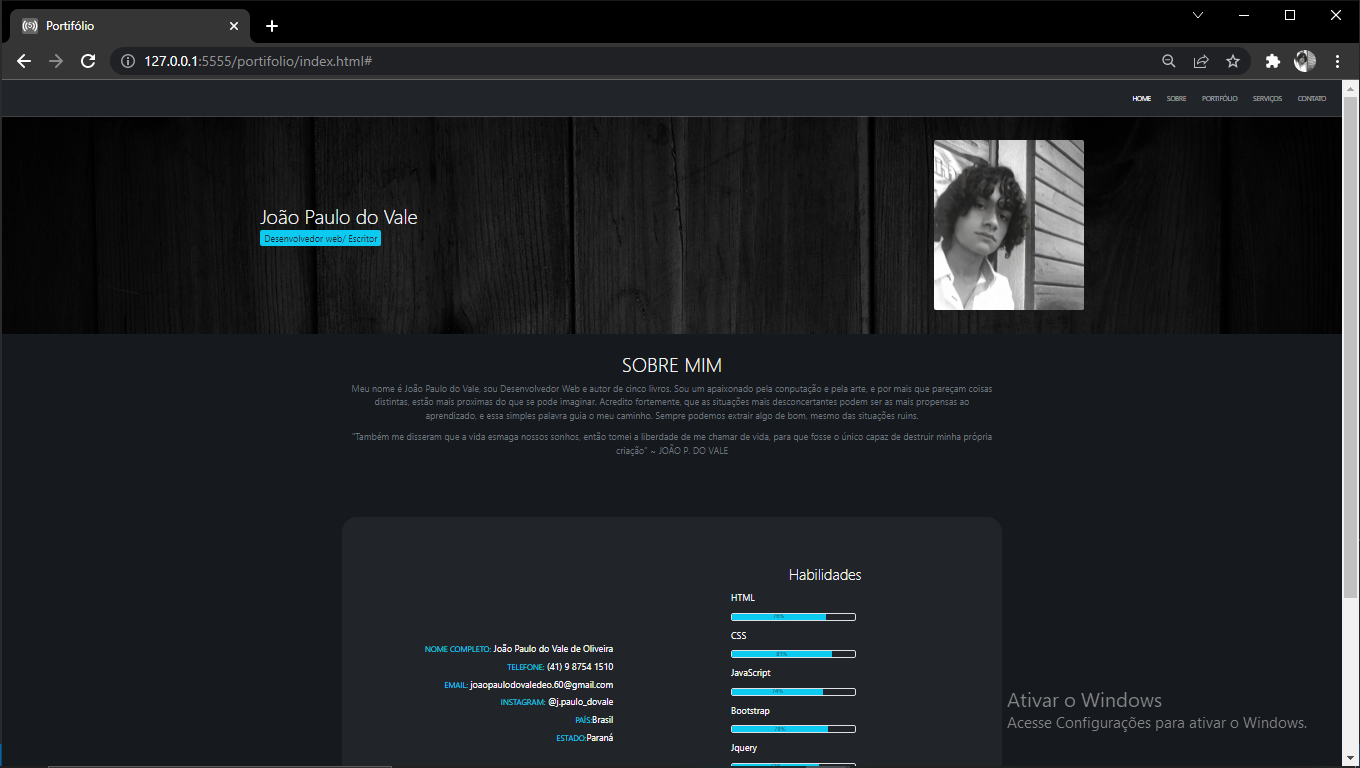 Portifólio
127.0.0.1:5555/portifolio/index.html#
HOME SOBRE PORTIFÓLIO SERVIÇOS CONTATO
João Paulo do Vale
Desenvolvedor web/ Escritor
SOBRE MIM
Meu nome é João Paulo do Vale, sou Desenvolvedor Web e autor de cinco livros. Sou um apaixonado pela conputação e pela arte, e por mais que pareçam coisas
distintas, estão mais proximas do que se pode imaginar. Acredito fortemente, que as situações mais desconcertantes podem ser as mais propensas ao
aprendizado, e essa simples palavra guia o meu caminho. Sempre podemos extrair algo de bom, mesmo das situações ruins.
"Também me disseram que a vida esmaga nossos sonhos, então tomei a liberdade de me chamar de vida, para que fosse o único capaz de destruir minha própria
criação" ~ JOÃO P. DO VALE
NOME COMPLETO: João Paulo do Vale de Oliveira
TELEFONE: (41) 9 8754 1510
EMAIL: joaopaulodovaledeo.60@gmail.com
INSTAGRAM: @j.paulo_dovale
PAÍS:Brasil
ESTADO:Paraná
Habilidades
HTML
76%
CSS
81%
JavaScript
74%
Bootstrap
78%
Jquery
Ativar o Windows
Acesse Configurações para ativar o Windows.